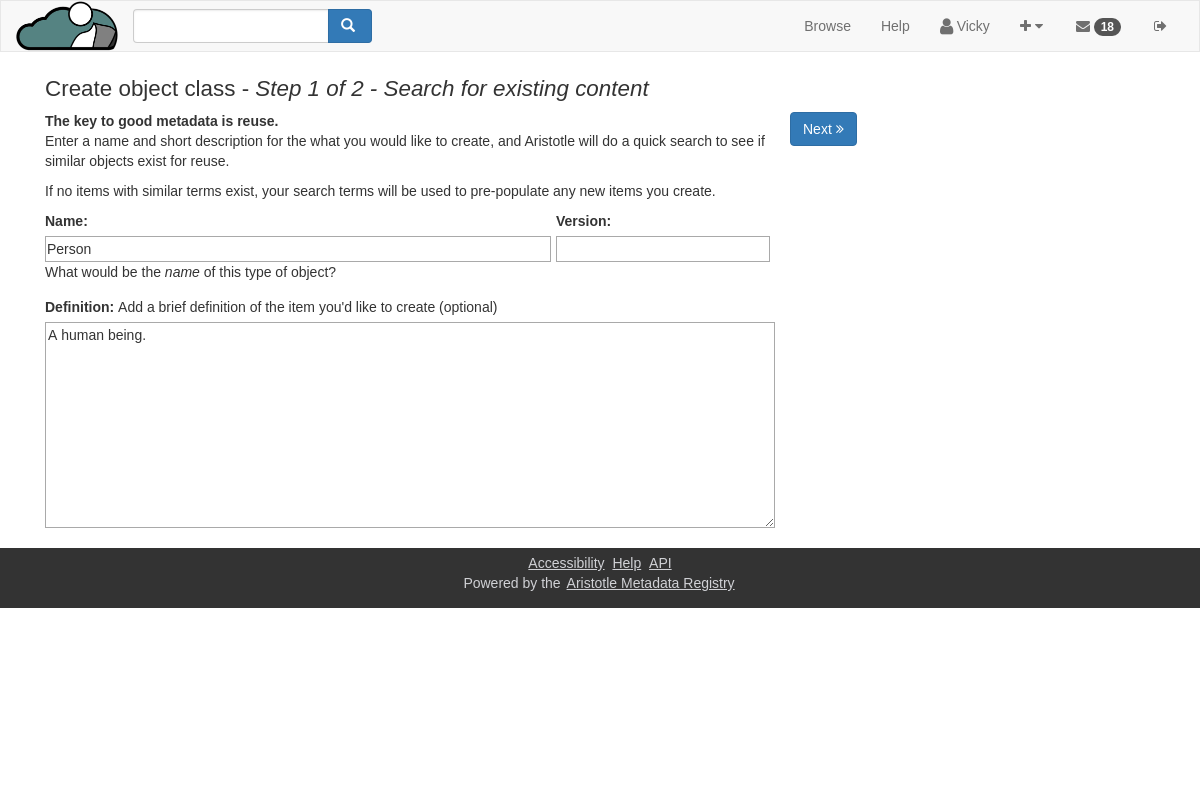 Browse Help Vicky 18
Create object class - Step 1 of 2 - Search for existing content
The key to good metadata is reuse.
Enter a name and short description for the what you would like to create, and Aristotle will do a quick search to see if
similar objects exist for reuse.
Next »
If no items with similar terms exist, your search terms will be used to pre-populate any new items you create.
Name: Version:
Person
What would be the name of this type of object?
Definition: Add a brief definition of the item you'd like to create (optional)
A human being.
Accessibility Help API
Powered by the Aristotle Metadata Registry